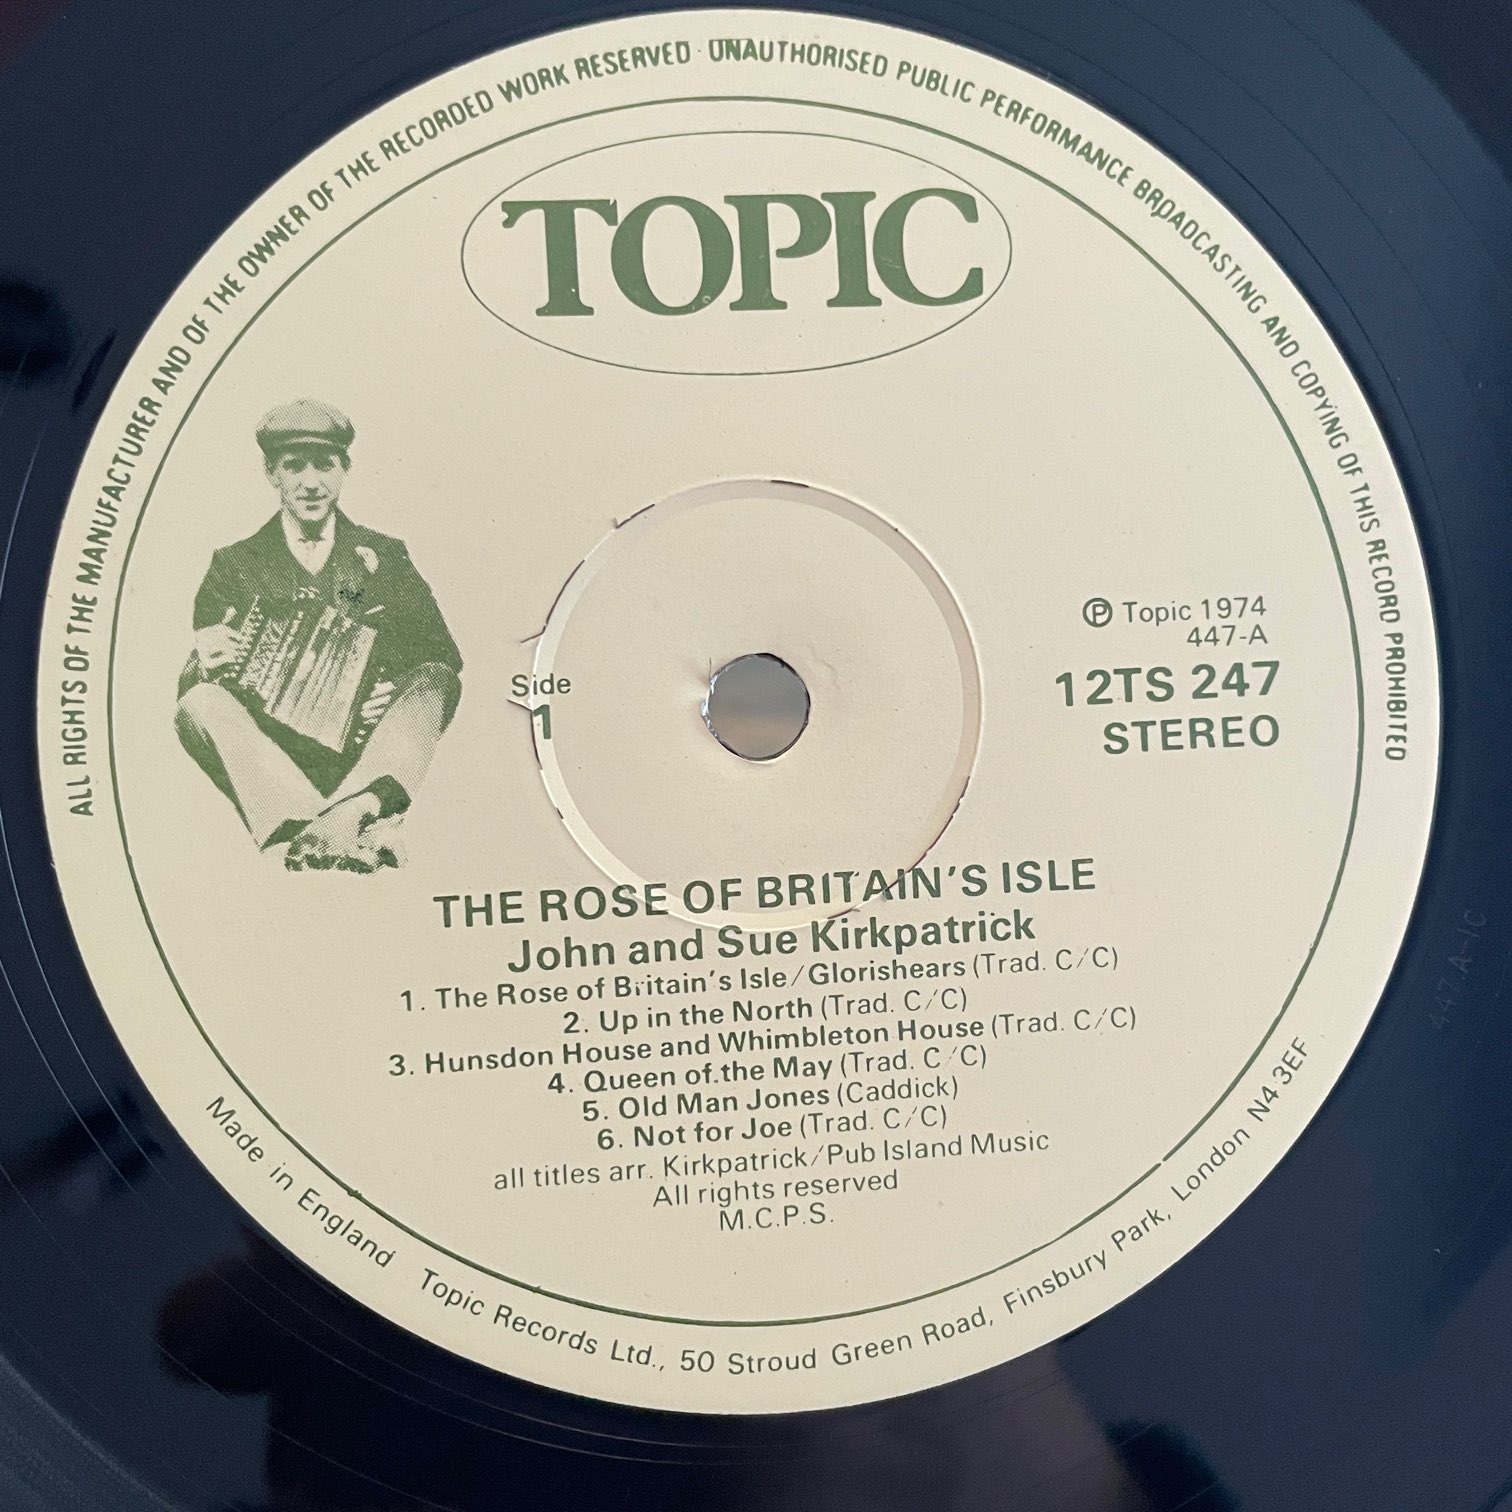 ALL RIGHTS OF THE MANUFACTURER AND OF THE OWNER OF THE RECORDED WORK RESERVED · UNAUTHORISED PUBLIC PERFORMANCE BROADCASTING AND COPYING OF THIS RECORD PROHIBITED
TOPIC
Ⓟ Topic 1974
447-A
12TS 247
STEREO
Side
1
THE ROSE OF BRITAIN'S ISLE
John and Sue Kirkpatrick
1. The Rose of Britain's Isle/Glorishears (Trad. C/C)
2. Up in the North (Trad. C/C)
3. Hunsdon House and Whimbleton House (Trad. C/C)
4. Queen of the May (Trad. C/C)
5. Old Man Jones (Caddick)
6. Not for Joe (Trad. C/C)
all titles arr. Kirkpatrick/Pub Island Music
All rights reserved
M.C.P.S.
Made in England Topic Records Ltd., 50 Stroud Green Road, Finsbury Park, London N4 3EF